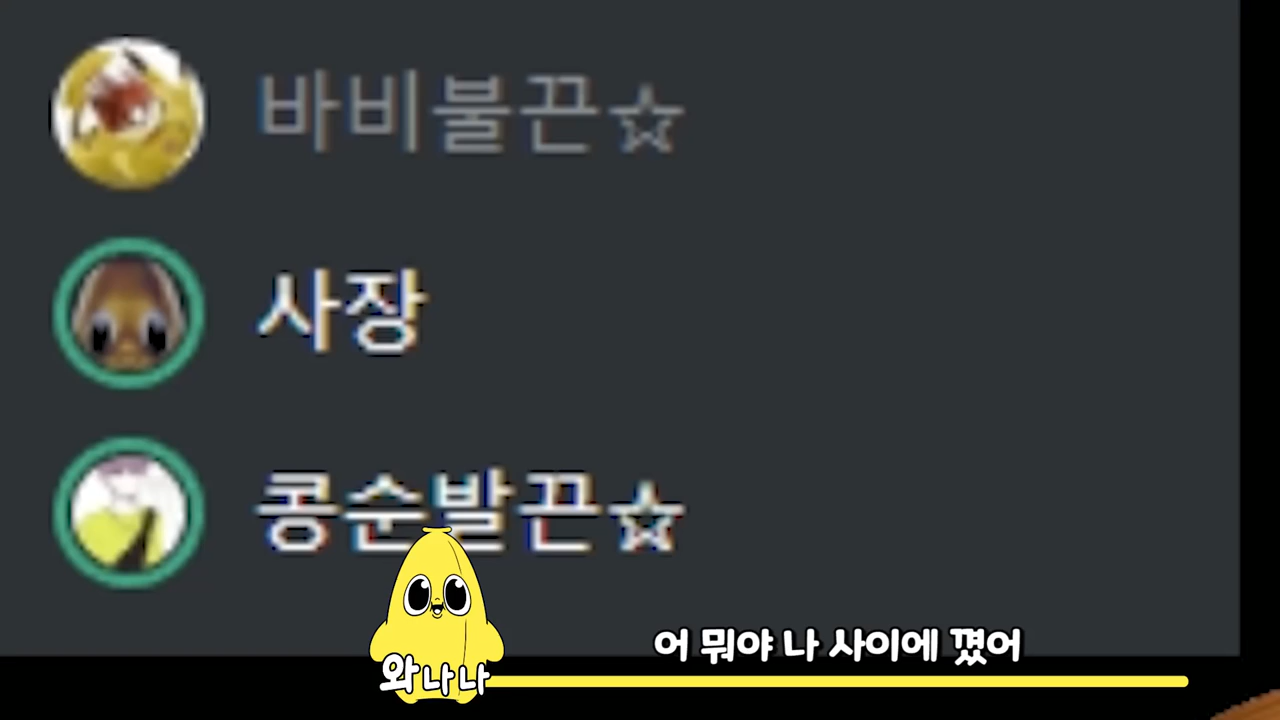 바비불끈☆
사장
콩순발끈☆
어 뭐야 나 사이에 꼈어
와나나